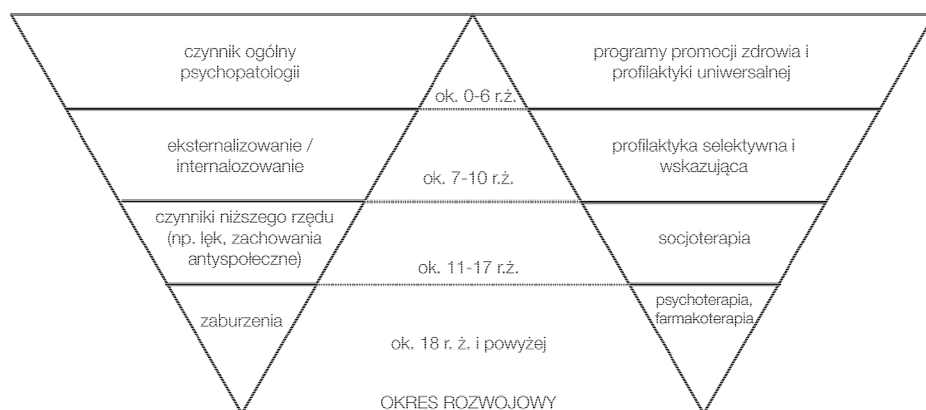 czynnik ogólny
psychopatologii
programy promocji zdrowia i
profilaktyki uniwersalnej
ok. 0-6 r.ż.
eksternalizowanie /
internalozowanie
profilaktyka selektywna i
wskazująca
ok. 7-10 r.ż.
czynniki niższego rzędu
(np. lęk, zachowania
antyspołeczne)
socjoterapia
ok. 11-17 r.ż.
zaburzenia
psychoterapia,
farmakoterapia
ok. 18 r. ż. i powyżej
OKRES ROZWOJOWY